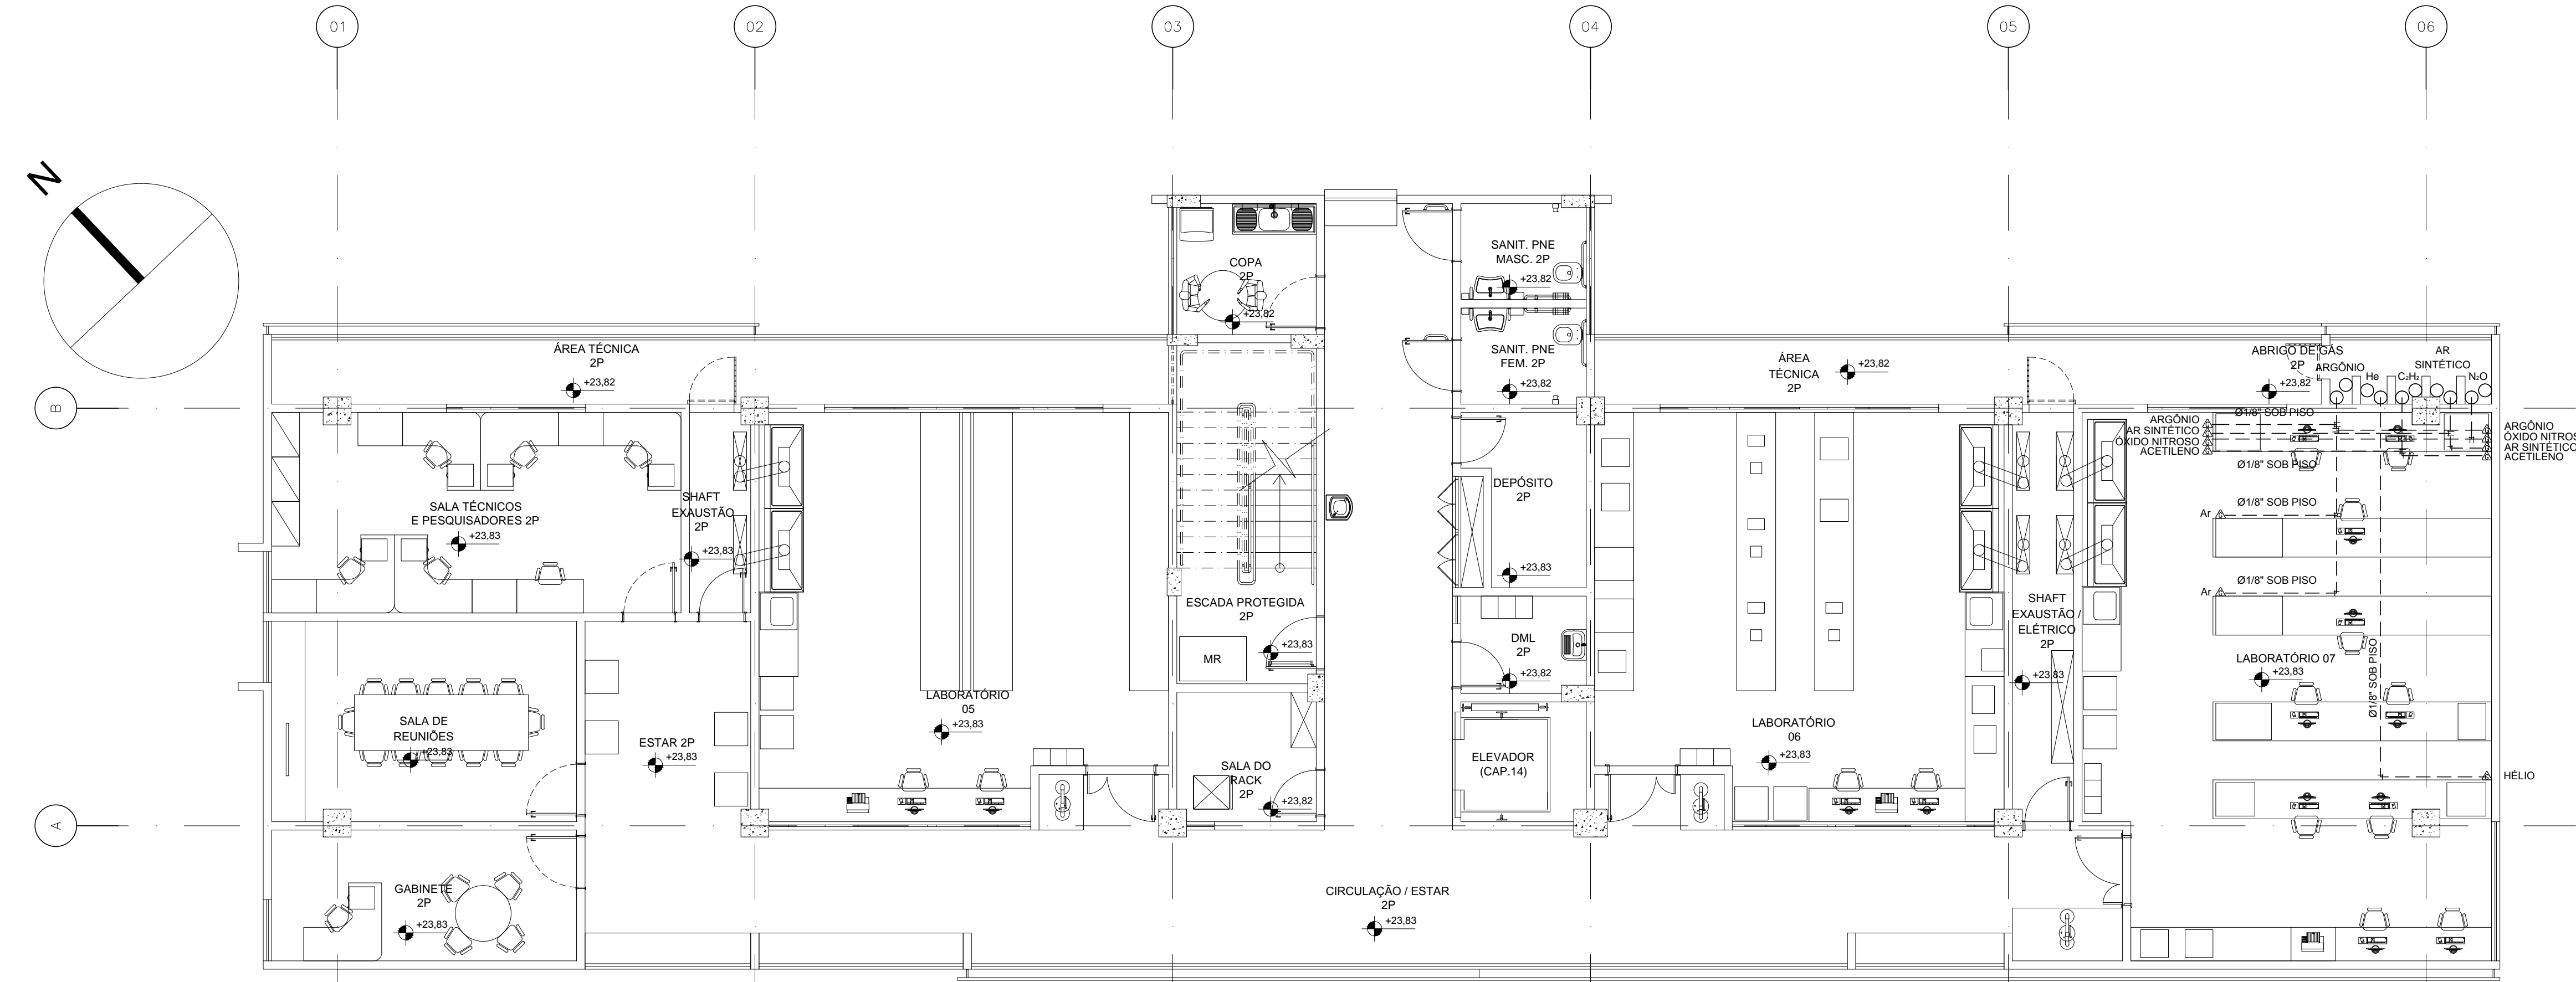 01
02
03
04
05
06
N
B
A
ÁREA TÉCNICA
2P
+23,82
COPA
2P
+23,82
SANIT. PNE
MASC. 2P
+23,82
SANIT. PNE
FEM. 2P
+23,82
ÁREA
TÉCNICA
2P
+23,82
ABRIGO DE GÁS
2P
+23,82
ARGÔNIO
He
C₂H₂
AR
SINTÉTICO
N₂O
SALA TÉCNICOS
E PESQUISADORES 2P
+23,83
SHAFT
EXAUSTÃO
2P
+23,83
DEPÓSITO
2P
+23,83
ARGÔNIO
AR SINTÉTICO
ÓXIDO NITROSO
ACETILENO
Ø1/8" SOB PISO
Ø1/8" SOB PISO
ARGÔNIO
ÓXIDO NITROS
AR SINTÉTICO
ACETILENO
Ar
Ø1/8" SOB PISO
Ar
Ø1/8" SOB PISO
Ø1/8" SOB PISO
HÉLIO
ESCADA PROTEGIDA
2P
+23,83
MR
DML
2P
+23,82
SHAFT
EXAUSTÃO /
ELÉTRICO
2P
+23,83
LABORATÓRIO 07
+23,83
SALA DE
REUNIÕES
+23,83
ESTAR 2P
+23,83
LABORATÓRIO
05
+23,83
SALA DO
RACK
2P
+23,82
ELEVADOR
(CAP.14)
LABORATÓRIO
06
+23,83
GABINETE
2P
+23,83
CIRCULAÇÃO / ESTAR
2P
+23,83